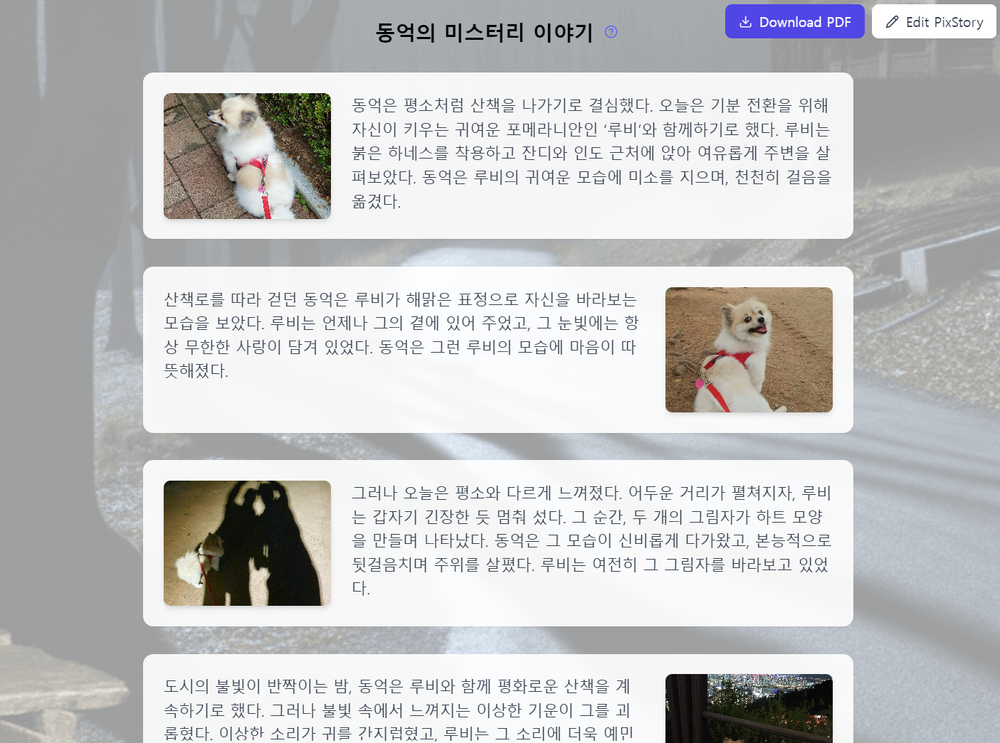 동억의 미스터리 이야기
Download PDF
Edit PixStory
동억은 평소처럼 산책을 나가기로 결심했다. 오늘은 기분 전환을 위해
자신이 키우는 귀여운 포메라니안인 ‘루비’와 함께하기로 했다. 루비는
붉은 하네스를 착용하고 잔디와 인도 근처에 앉아 여유롭게 주변을 살
펴보았다. 동억은 루비의 귀여운 모습에 미소를 지으며, 천천히 걸음을
옮겼다.
산책로를 따라 걷던 동억은 루비가 해맑은 표정으로 자신을 바라보는
모습을 보았다. 루비는 언제나 그의 곁에 있어 주었고, 그 눈빛에는 항
상 무한한 사랑이 담겨 있었다. 동억은 그런 루비의 모습에 마음이 따
뜻해졌다.
그러나 오늘은 평소와 다르게 느껴졌다. 어두운 거리가 펼쳐지자, 루비
는 갑자기 긴장한 듯 멈춰 섰다. 그 순간, 두 개의 그림자가 하트 모양
을 만들며 나타났다. 동억은 그 모습이 신비롭게 다가왔고, 본능적으로
뒷걸음치며 주위를 살폈다. 루비는 여전히 그 그림자를 바라보고 있었
다.
도시의 불빛이 반짝이는 밤, 동억은 루비와 함께 평화로운 산책을 계
속하기로 했다. 그러나 불빛 속에서 느껴지는 이상한 기운이 그를 괴
롭혔다. 이상한 소리가 귀를 간지럽혔고, 루비는 그 소리에 더욱 예민